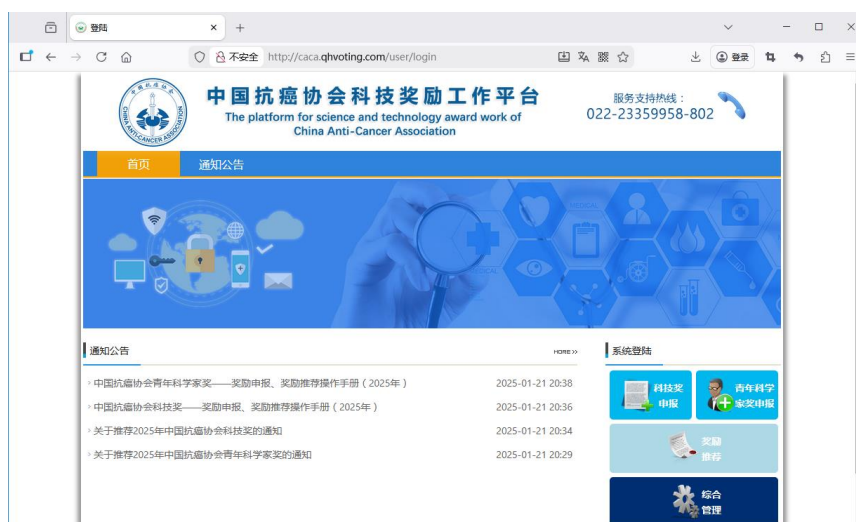 登陆
不安全 http://caca.qhvoting.com/user/login
登录
中国抗癌协会科技奖励工作平台
The platform for science and technology award work of
China Anti-Cancer Association
服务支持热线：
022-23359958-802
首页 通知公告
通知公告
HORE >>
系统登陆
中国抗癌协会青年科学家奖——奖励申报、奖励推荐操作手册（2025年） 2025-01-21 20:38
中国抗癌协会科技奖——奖励申报、奖励推荐操作手册（2025年） 2025-01-21 20:36
关于推荐2025年中国抗癌协会科技奖的通知 2025-01-21 20:34
关于推荐2025年中国抗癌协会青年科学家奖的通知 2025-01-21 20:29
科技奖
申报
青年科学
家奖申报
奖励
推荐
综合
管理